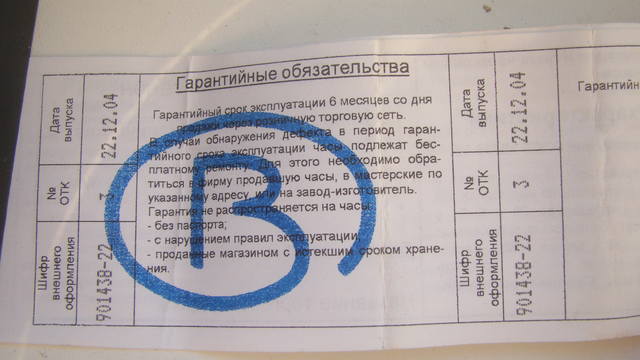 Гарантийные обязательства
Гарантийный срок эксплуатации 6 месяцев со дня
продажи через розничную торговую сеть.
В случаи обнаружения дефекта в период гаран-
тийного срока эксплуатации часы подлежат бес-
платному ремонту. Для этого необходимо обра-
титься в фирму продавшую часы, в мастерские по
указанному адресу, или на завод-изготовитель.
Гарантия не распространяется на часы:
- без паспорта;
- с нарушением правил эксплуатации;
- проданные магазином с истекшим сроком хране-
ния.
Дата
выпуска
22.12.04
№
ОТК
3
Шифр
внешнего
оформления
901438-22
Дата
выпуска
22.12.04
№
ОТК
3
Шифр
внешнего
оформления
901438-22
Гарантийн